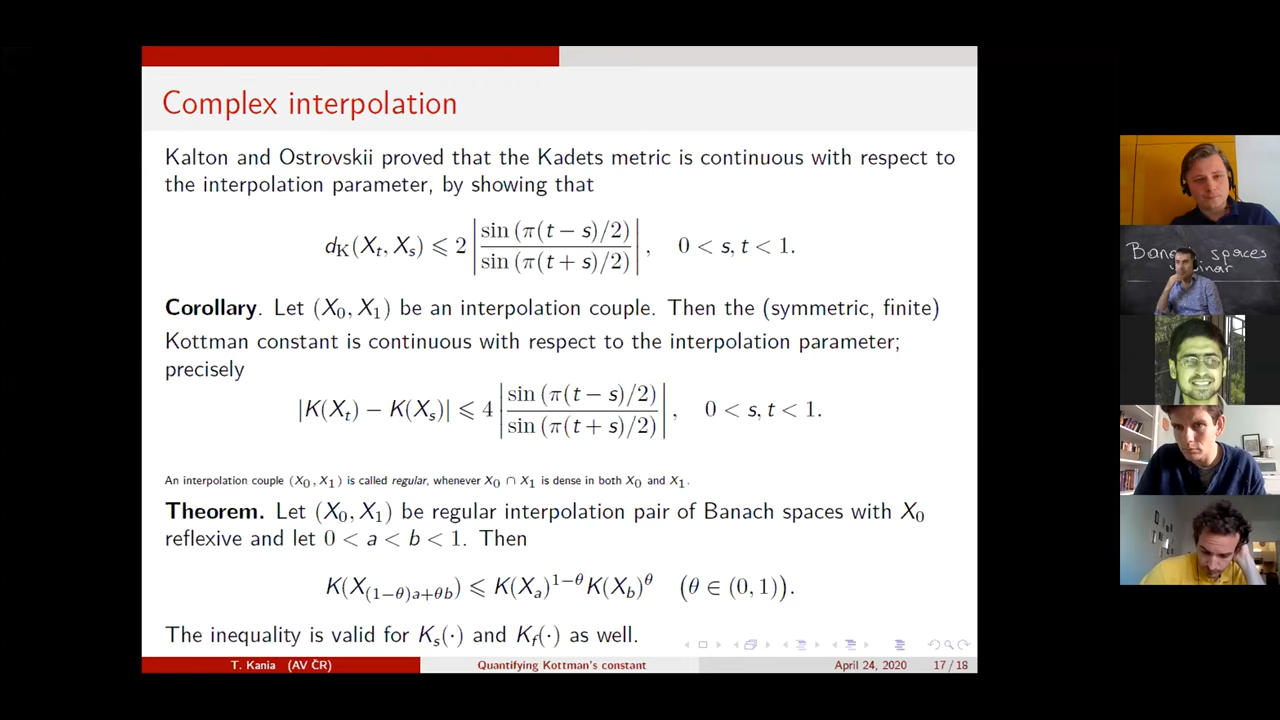 Complex interpolation
Kalton and Ostrovskii proved that the Kadets metric is continuous with respect to
the interpolation parameter, by showing that
d_K(X_t, X_s) ⩽ 2 | sin (π(t − s)/2) / sin (π(t + s)/2) | , 0 < s, t < 1.
Corollary. Let (X_0, X_1) be an interpolation couple. Then the (symmetric, finite)
Kottman constant is continuous with respect to the interpolation parameter;
precisely
|K(X_t) − K(X_s)| ⩽ 4 | sin (π(t − s)/2) / sin (π(t + s)/2) | , 0 < s, t < 1.
An interpolation couple (X_0, X_1) is called regular, whenever X_0 ∩ X_1 is dense in both X_0 and X_1.
Theorem. Let (X_0, X_1) be regular interpolation pair of Banach spaces with X_0
reflexive and let 0 < a < b < 1. Then
K(X_{(1−θ)a+θb}) ⩽ K(X_a)^{1−θ} K(X_b)^θ (θ ∈ (0, 1)).
The inequality is valid for K_s(·) and K_f(·) as well.
T. Kania (AV ČR) Quantifying Kottman's constant April 24, 2020 17 / 18
spaces